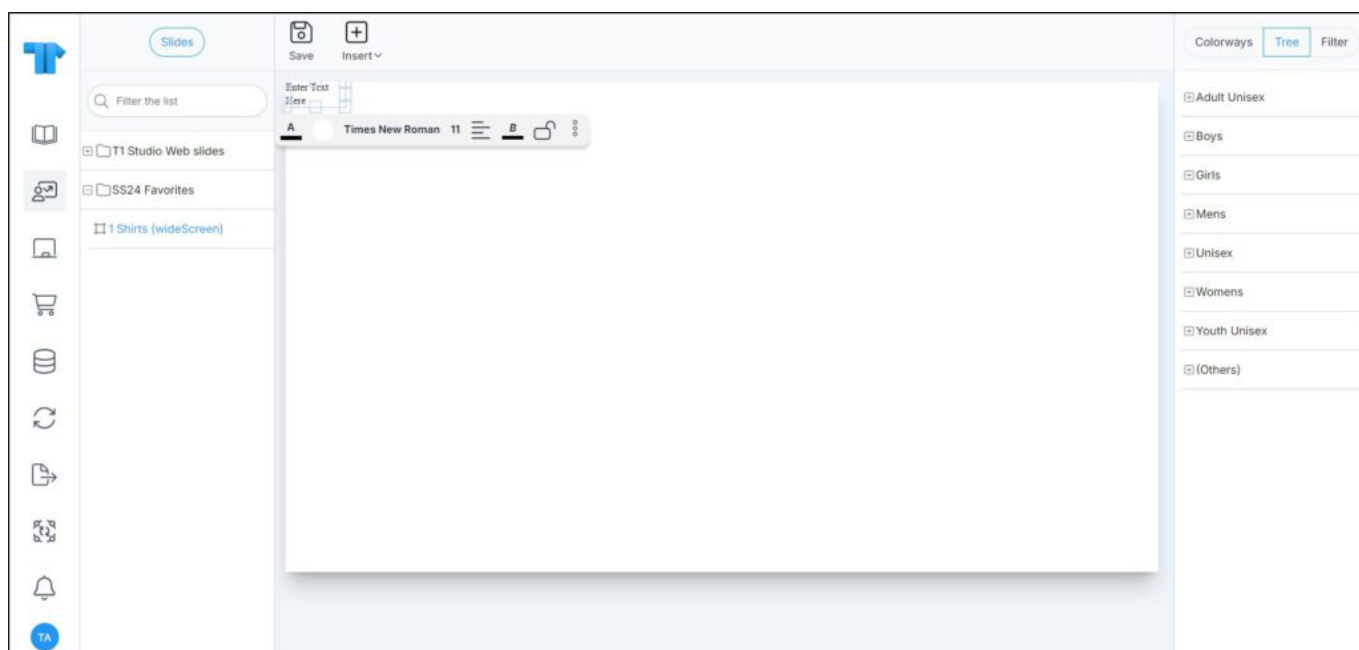 Slides
Save
Insert
Colorways
Tree
Filter
Filter the list
T1 Studio Web slides
SS24 Favorites
1 Shirts (wideScreen)
Enter Text
Here
A
Times New Roman
11
B
Adult Unisex
Boys
Girls
Mens
Unisex
Womens
Youth Unisex
(Others)
TA